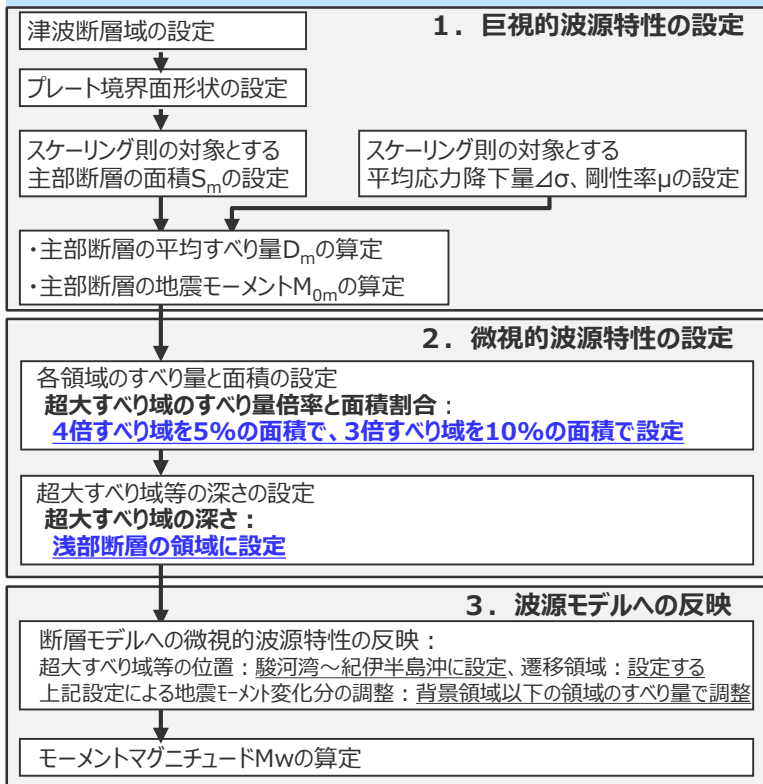 1. 巨視的波源特性の設定
津波断層域の設定
プレート境界面形状の設定
スケーリング則の対象とする
主部断層の面積Smの設定
スケーリング則の対象とする
平均応力降下量⊿σ、剛性率μの設定
・主部断層の平均すべり量Dmの算定
・主部断層の地震モーメントM0mの算定
2. 微視的波源特性の設定
各領域のすべり量と面積の設定
超大すべり域のすべり量倍率と面積割合:
4倍すべり域を5%の面積で、3倍すべり域を10%の面積で設定
超大すべり域等の深さの設定
超大すべり域の深さ:
浅部断層の領域に設定
3. 波源モデルへの反映
断層モデルへの微視的波源特性の反映:
超大すべり域等の位置:駿河湾~紀伊半島沖に設定、遷移領域:設定する
上記設定による地震モーメント変化分の調整:背景領域以下の領域のすべり量で調整
モーメントマグニチュードMwの算定